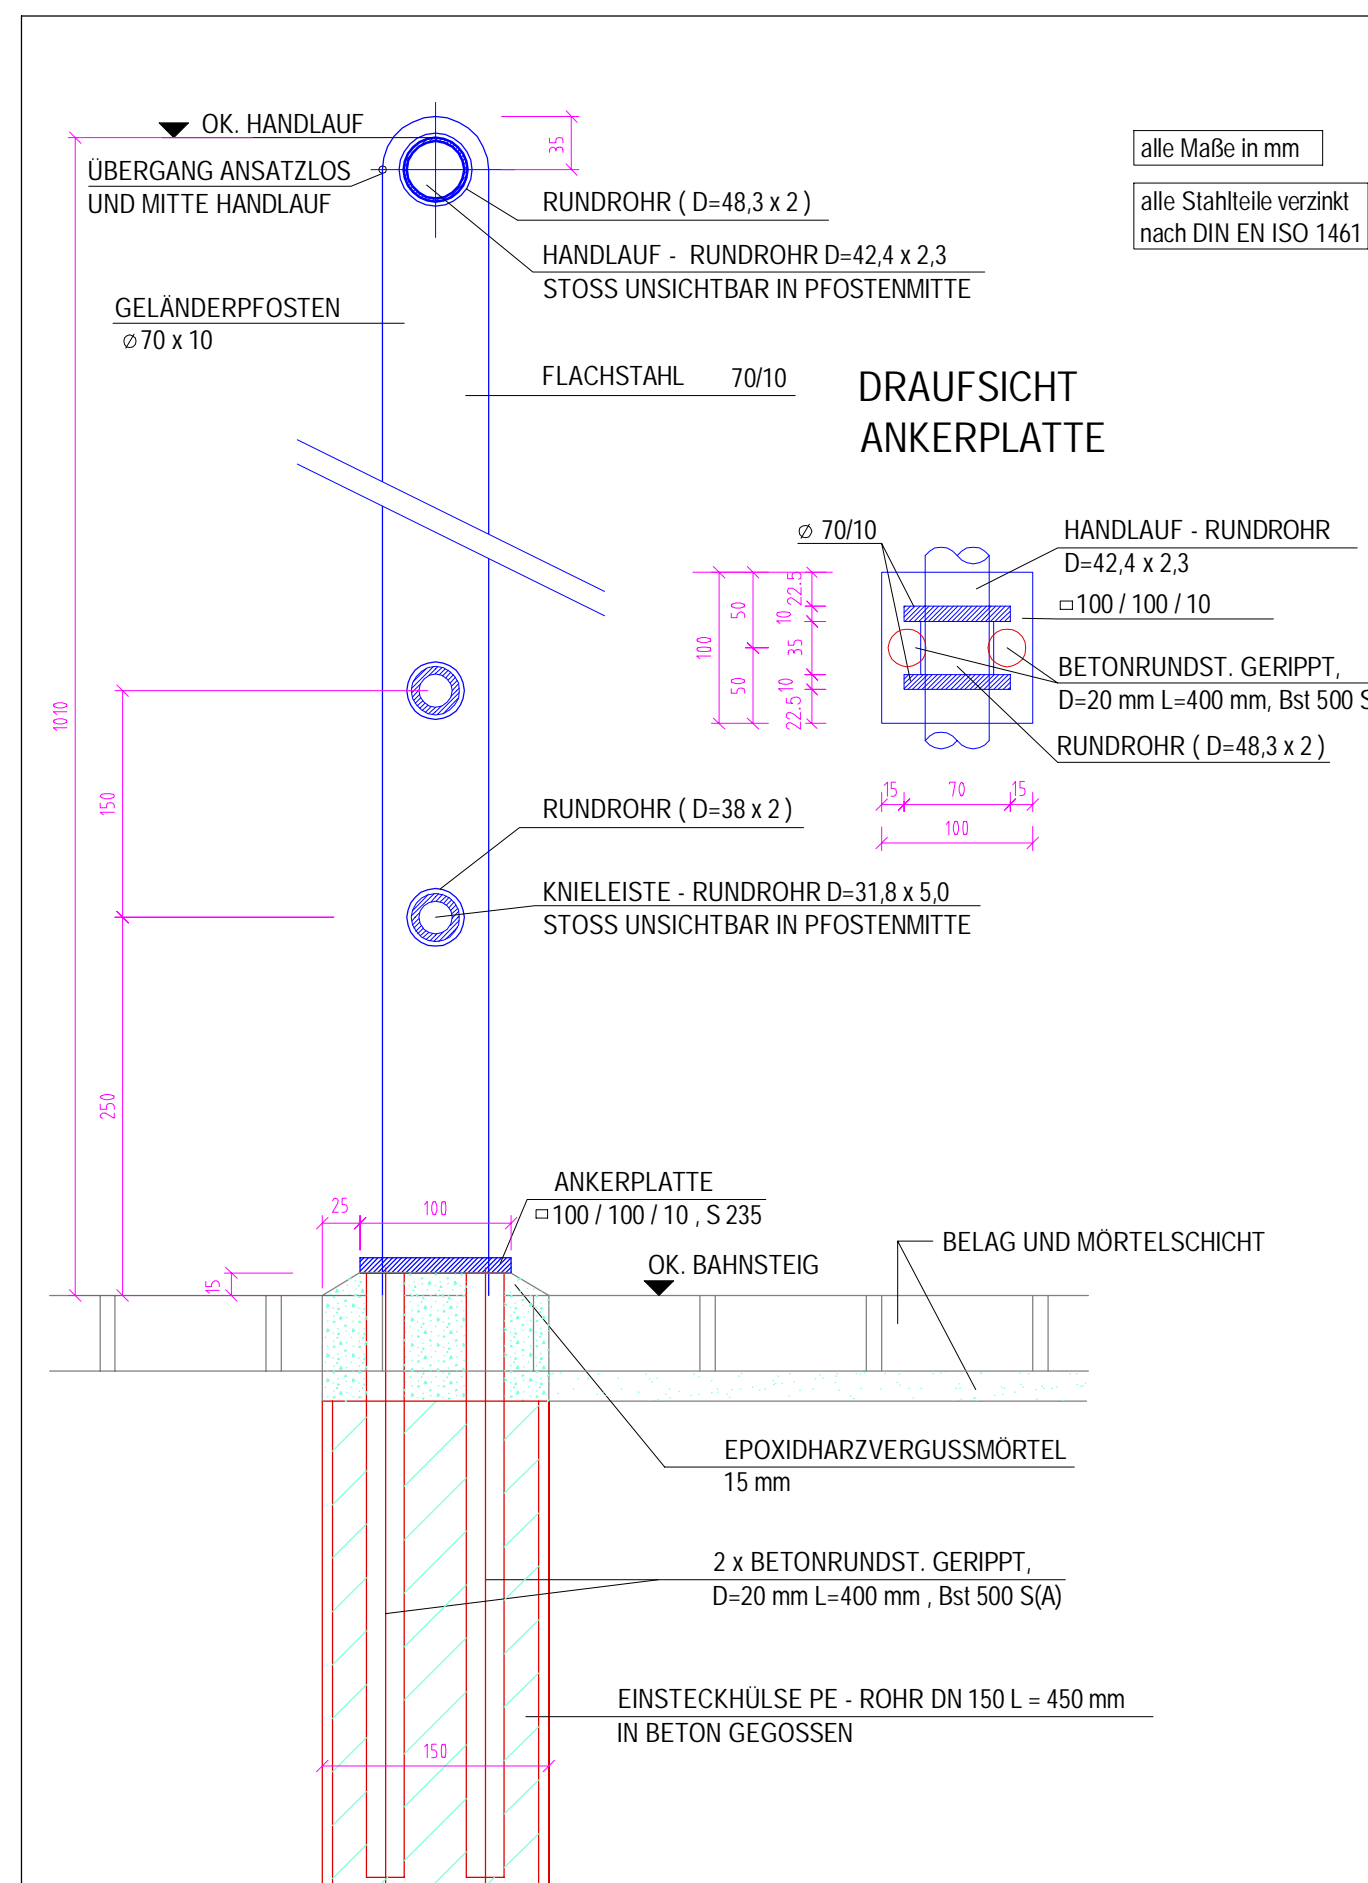 OK. HANDLAUF
ÜBERGANG ANSATZLOS
UND MITTE HANDLAUF
35
RUNDROHR ( D=48,3 x 2 )
HANDLAUF - RUNDROHR D=42,4 x 2,3
STOSS UNSICHTBAR IN PFOSTENMITTE
alle Maße in mm
alle Stahlteile verzinkt
nach DIN EN ISO 1461
GELÄNDERPFOSTEN
⌀ 70 x 10
FLACHSTAHL 70/10
DRAUFSICHT
ANKERPLATTE
⌀ 70/10
HANDLAUF - RUNDROHR
D=42,4 x 2,3
□ 100 / 100 / 10
BETONRUNDST. GERIPPT,
D=20 mm L=400 mm, Bst 500 S
RUNDROHR ( D=48,3 x 2 )
100
50
50
22.5
10
35
10
22.5
15
70
15
100
1010
150
250
RUNDROHR ( D=38 x 2 )
KNIELEISTE - RUNDROHR D=31,8 x 5,0
STOSS UNSICHTBAR IN PFOSTENMITTE
ANKERPLATTE
□ 100 / 100 / 10 , S 235
25
100
15
OK. BAHNSTEIG
BELAG UND MÖRTELSCHICHT
EPOXIDHARZVERGUSSMÖRTEL
15 mm
2 x BETONRUNDST. GERIPPT,
D=20 mm L=400 mm , Bst 500 S(A)
EINSTECKHÜLSE PE - ROHR DN 150 L = 450 mm
IN BETON GEGOSSEN
150